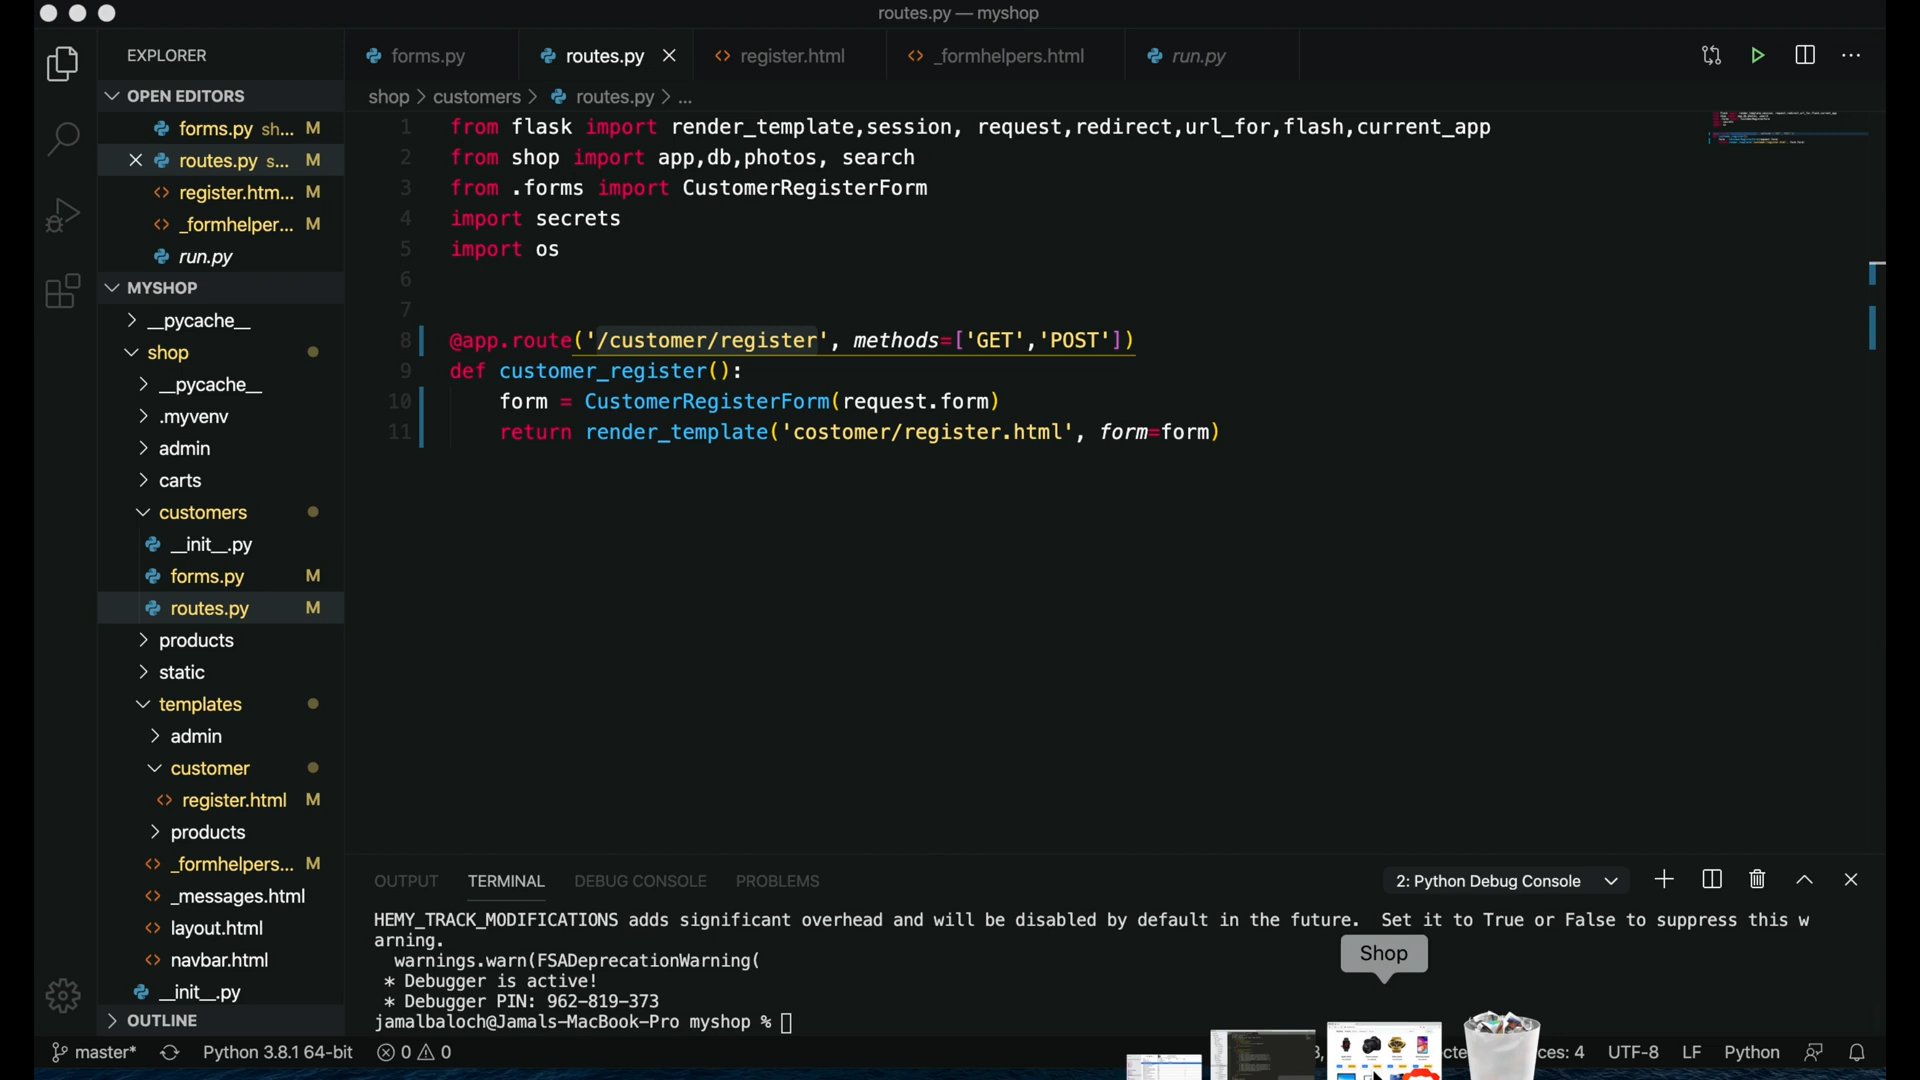 routes.py — myshop
EXPLORER
forms.py
routes.py
register.html
_formhelpers.html
run.py
OPEN EDITORS
shop > customers > routes.py > ...
forms.py sh... M
routes.py s... M
register.htm... M
_formhelper... M
run.py
MYSHOP
__pycache__
shop
__pycache__
.myvenv
admin
carts
customers
__init__.py
forms.py M
routes.py M
products
static
templates
admin
customer
register.html M
products
_formhelpers... M
_messages.html
layout.html
navbar.html
__init__.py
OUTLINE
1 from flask import render_template,session, request,redirect,url_for,flash,current_app
2 from shop import app,db,photos, search
3 from .forms import CustomerRegisterForm
4 import secrets
5 import os
6
7
8 @app.route('/customer/register', methods=['GET','POST'])
9 def customer_register():
10 form = CustomerRegisterForm(request.form)
11 return render_template('costomer/register.html', form=form)
OUTPUT TERMINAL DEBUG CONSOLE PROBLEMS
2: Python Debug Console
HEMY_TRACK_MODIFICATIONS adds significant overhead and will be disabled by default in the future.  Set it to True or False to suppress this w
arning.
warnings.warn(FSADeprecationWarning(
* Debugger is active!
* Debugger PIN: 962-819-373
jamalbaloch@Jamals-MacBook-Pro myshop %
Shop
master* Python 3.8.1 64-bit 0 0 ces: 4 UTF-8 LF Python